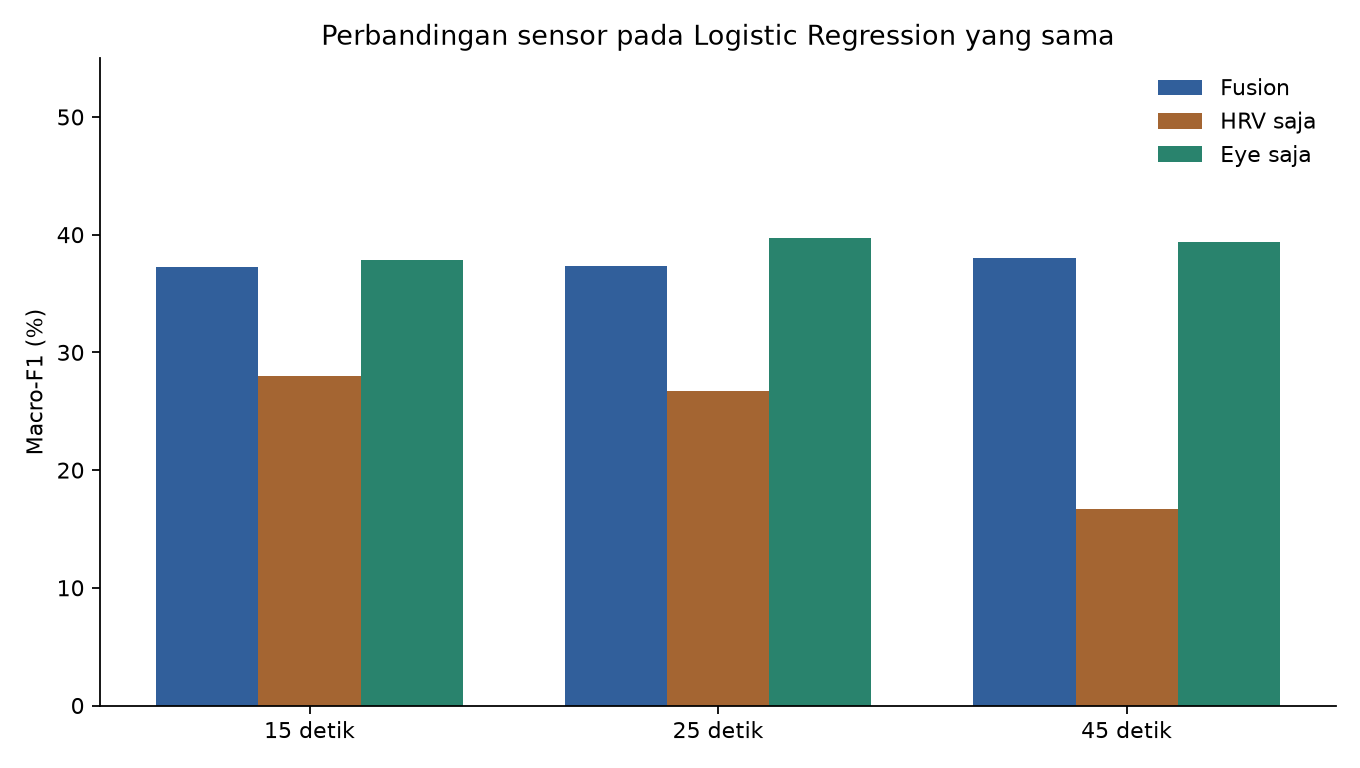 Perbandingan sensor pada Logistic Regression yang sama
Fusion
HRV saja
Eye saja
Macro-F1 (%)
50
40
30
20
10
0
15 detik
25 detik
45 detik